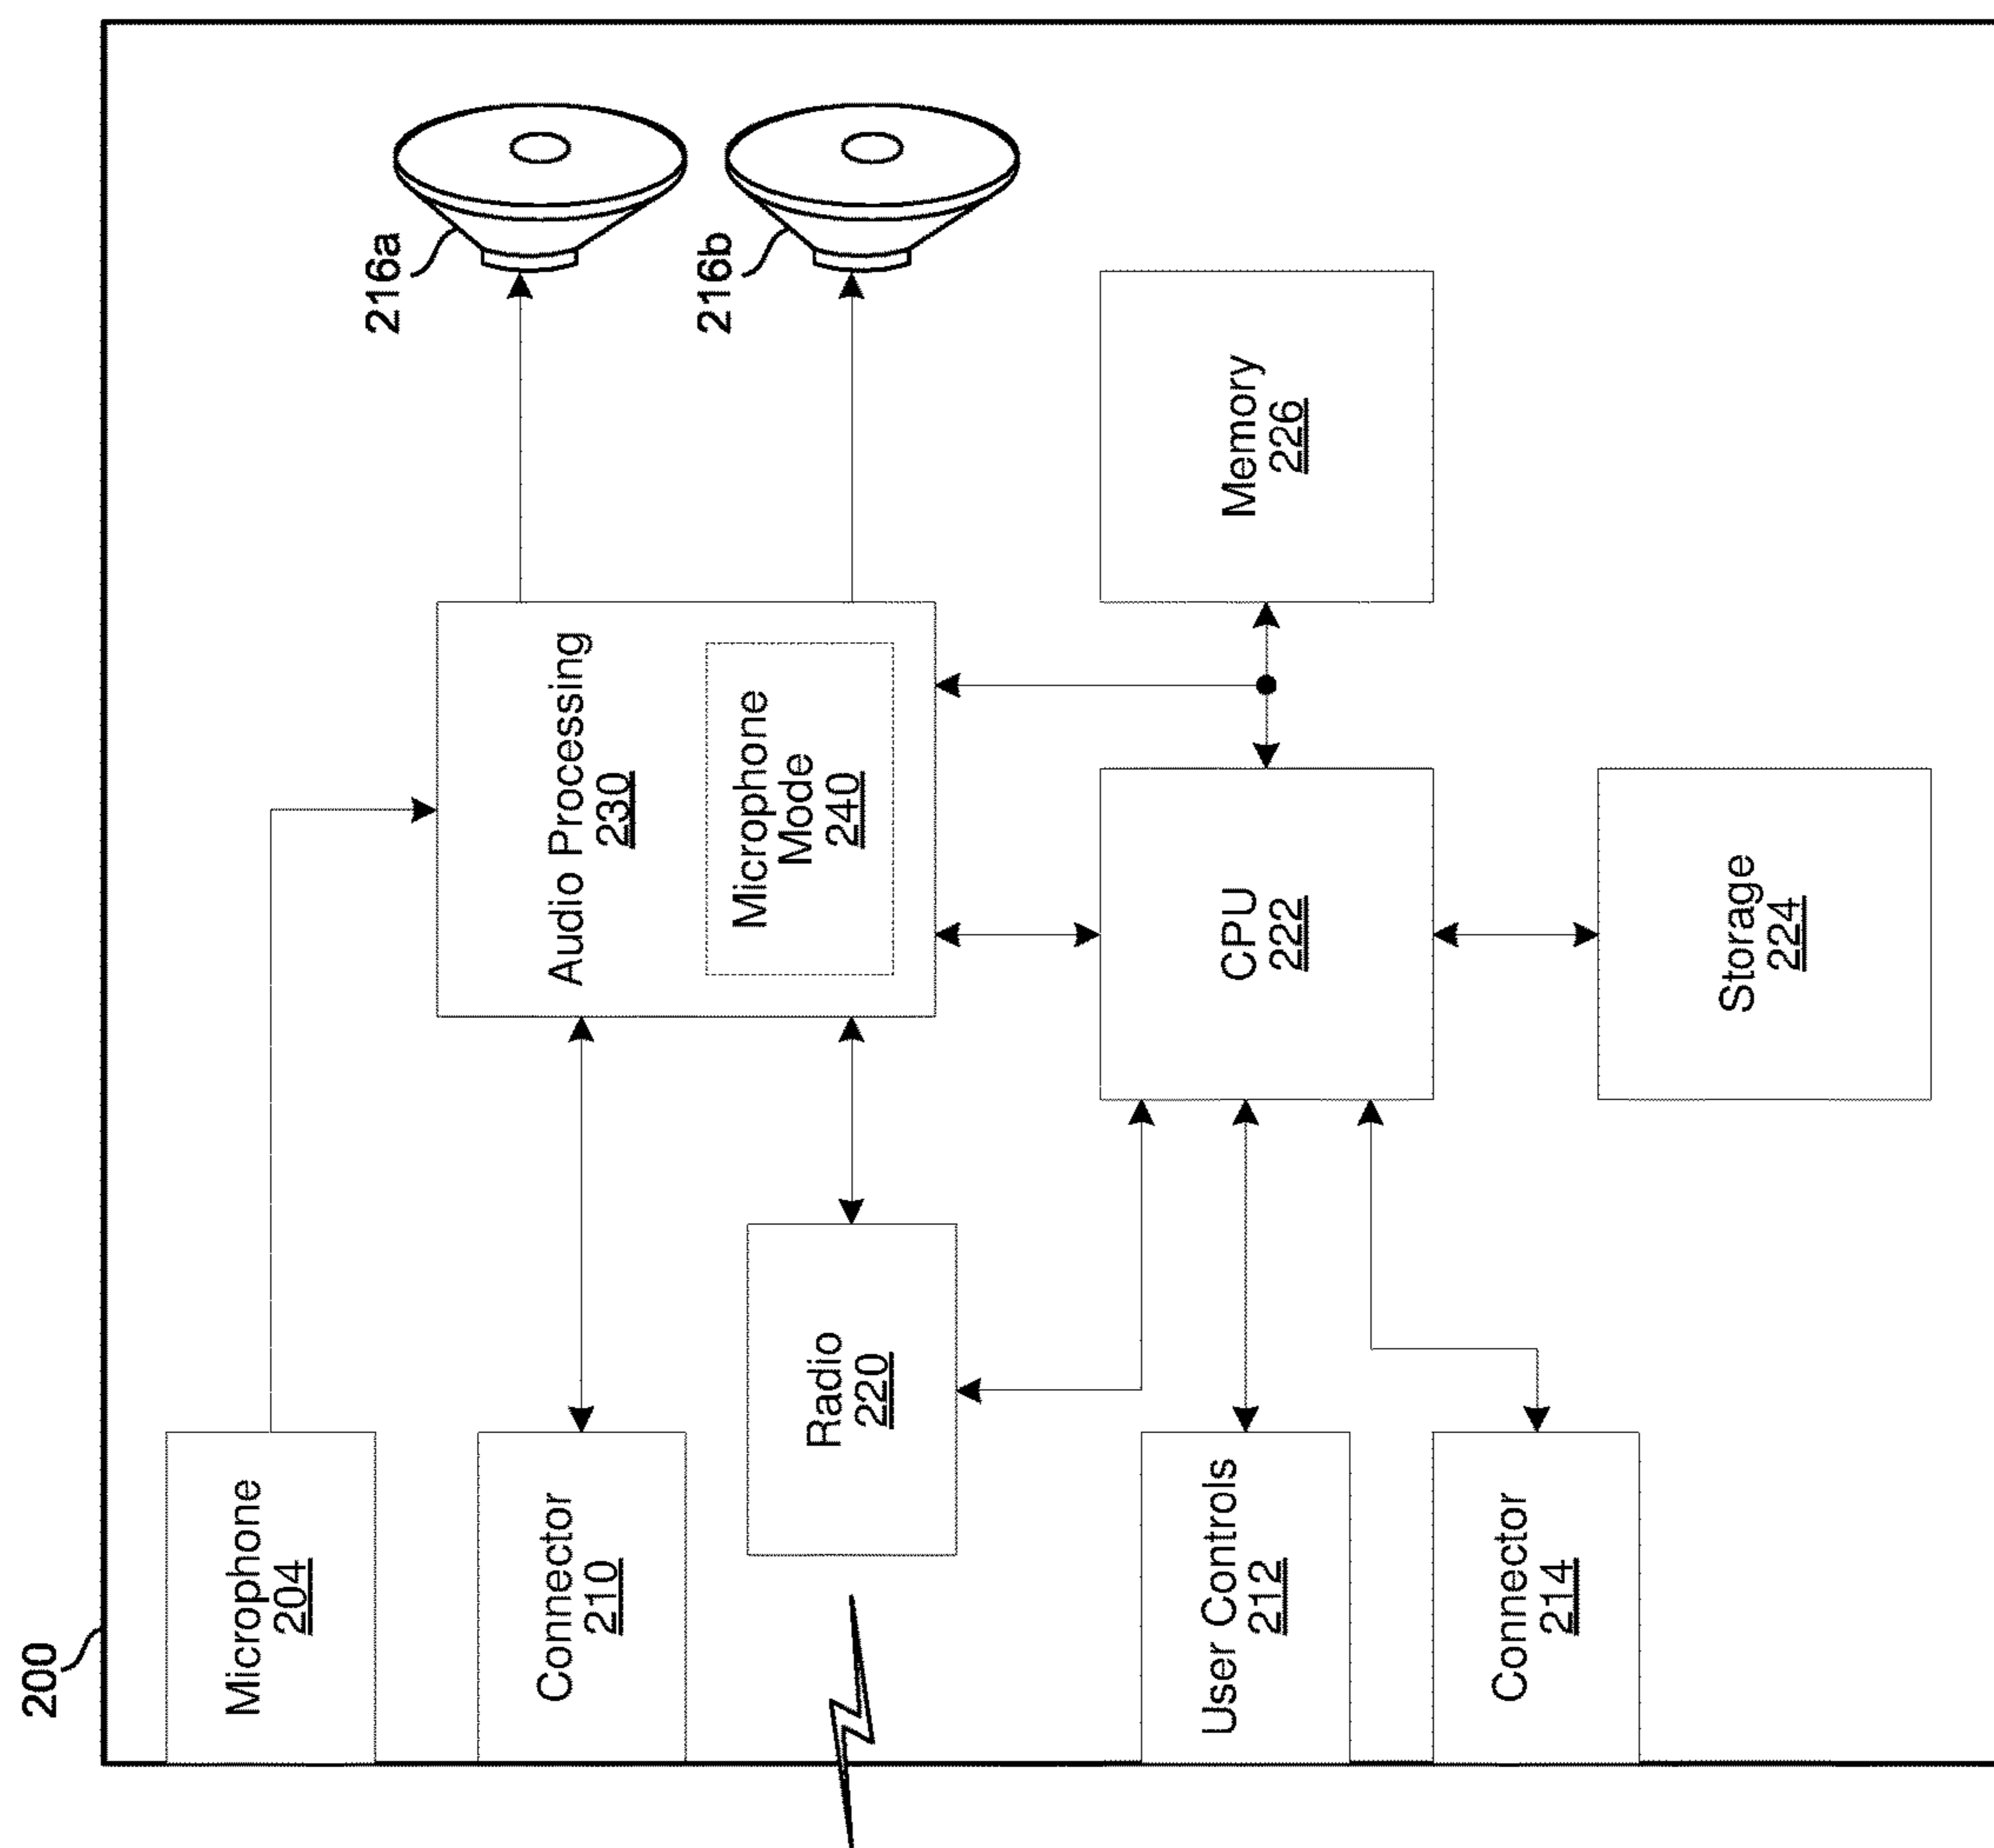 200
Microphone
204
Connector
210
Radio
220
User Controls
212
Connector
214
Audio Processing
230
Microphone
Mode
240
CPU
222
Storage
224
Memory
226
216a
216b